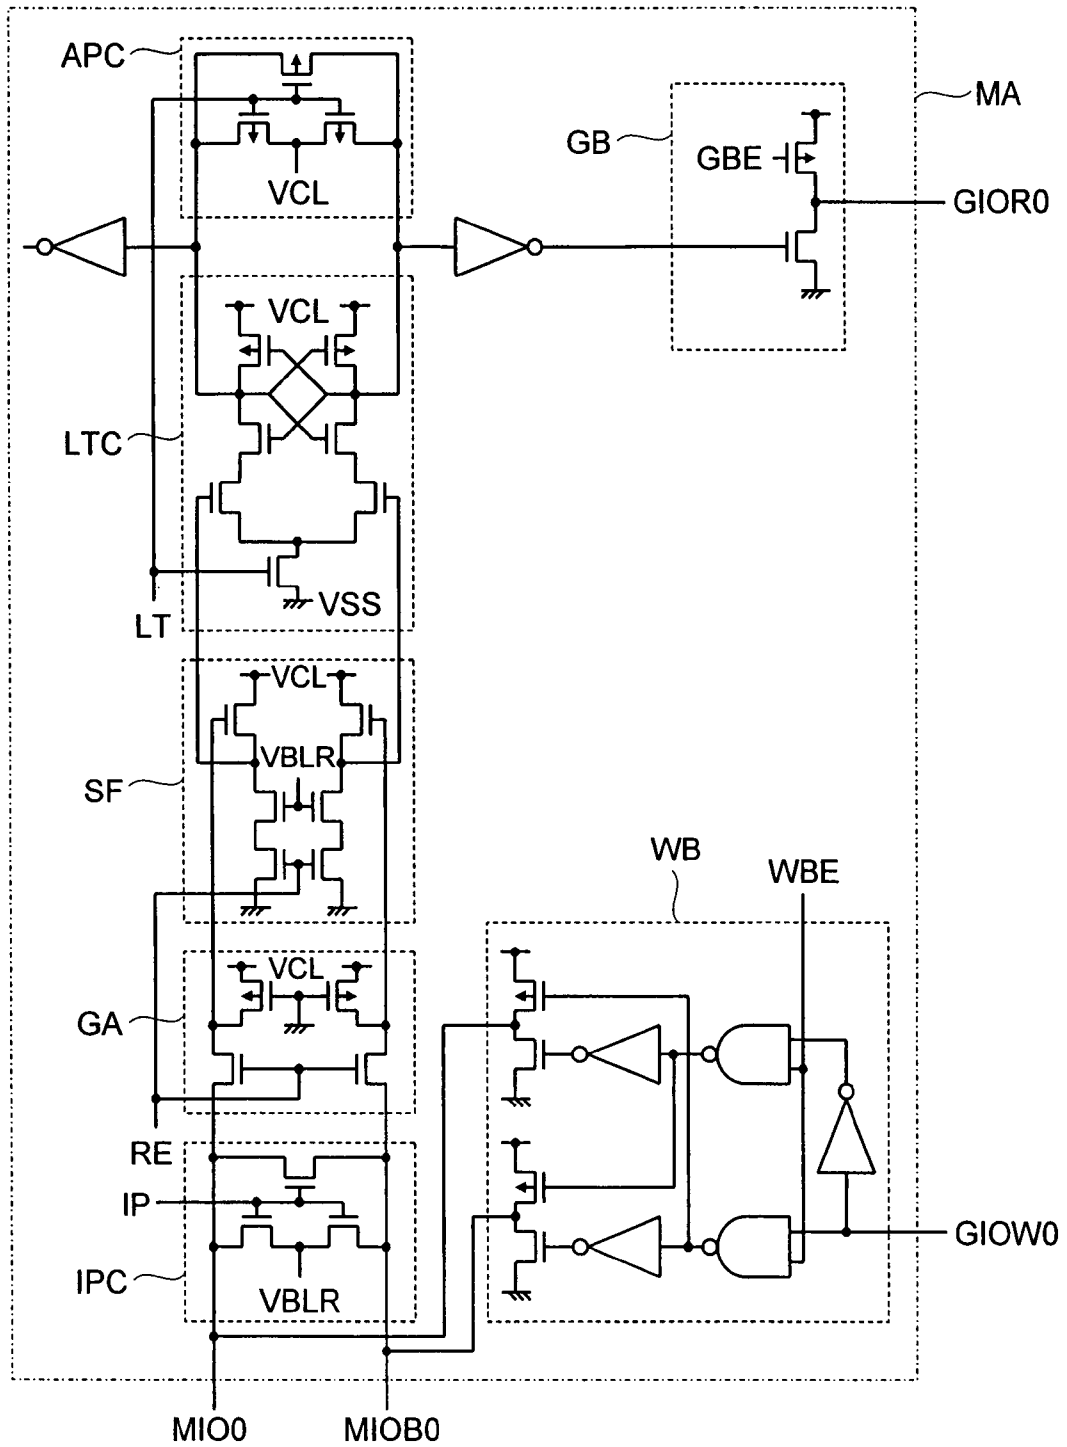 APC
MA
GB
GBE
VCL
GIOR0
VCL
LTC
VSS
LT
VCL
VBLR
SF
WB
WBE
VCL
GA
RE
IP
GIOW0
IPC
VBLR
MIO0
MIOB0